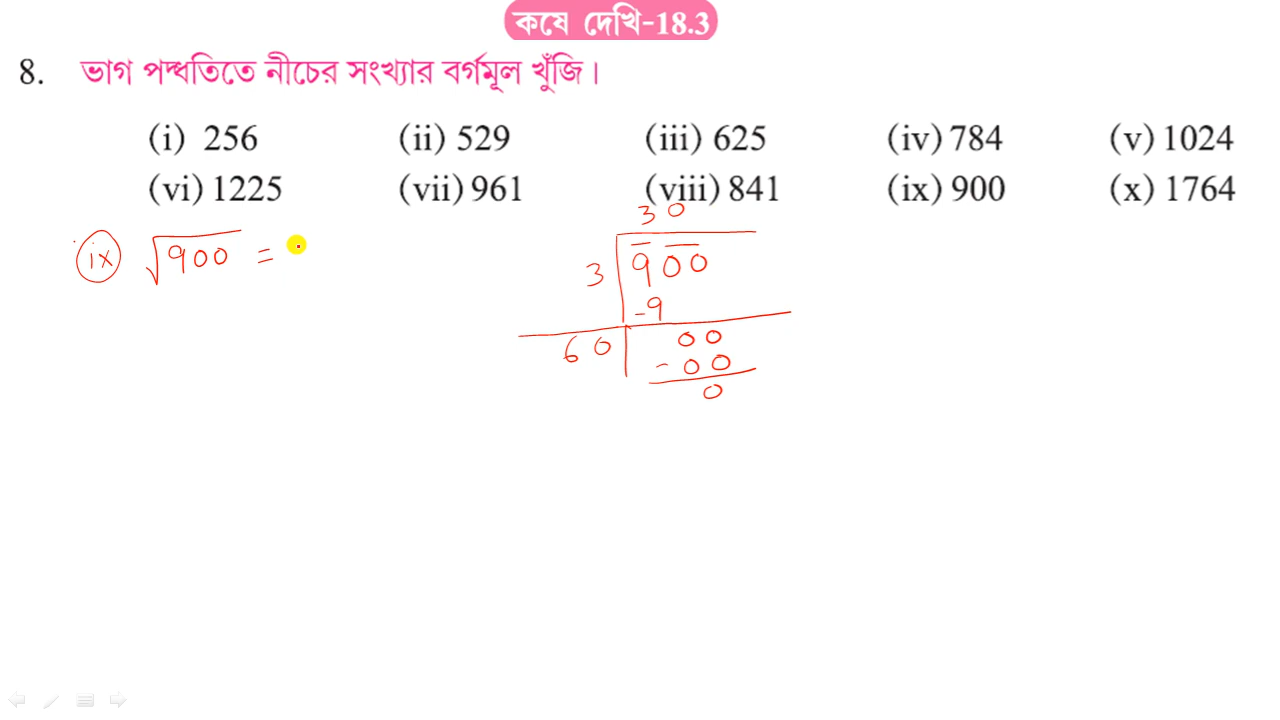 কষে দেখি-18.3
8. ভাগ পদ্ধতিতে নীচের সংখ্যার বর্গমূল খুঁজি।
(i) 256 (ii) 529 (iii) 625 (iv) 784 (v) 1024
(vi) 1225 (vii) 961 (viii) 841 (ix) 900 (x) 1764
ix √900 =
30
3 900
-9
60 00
-00
0